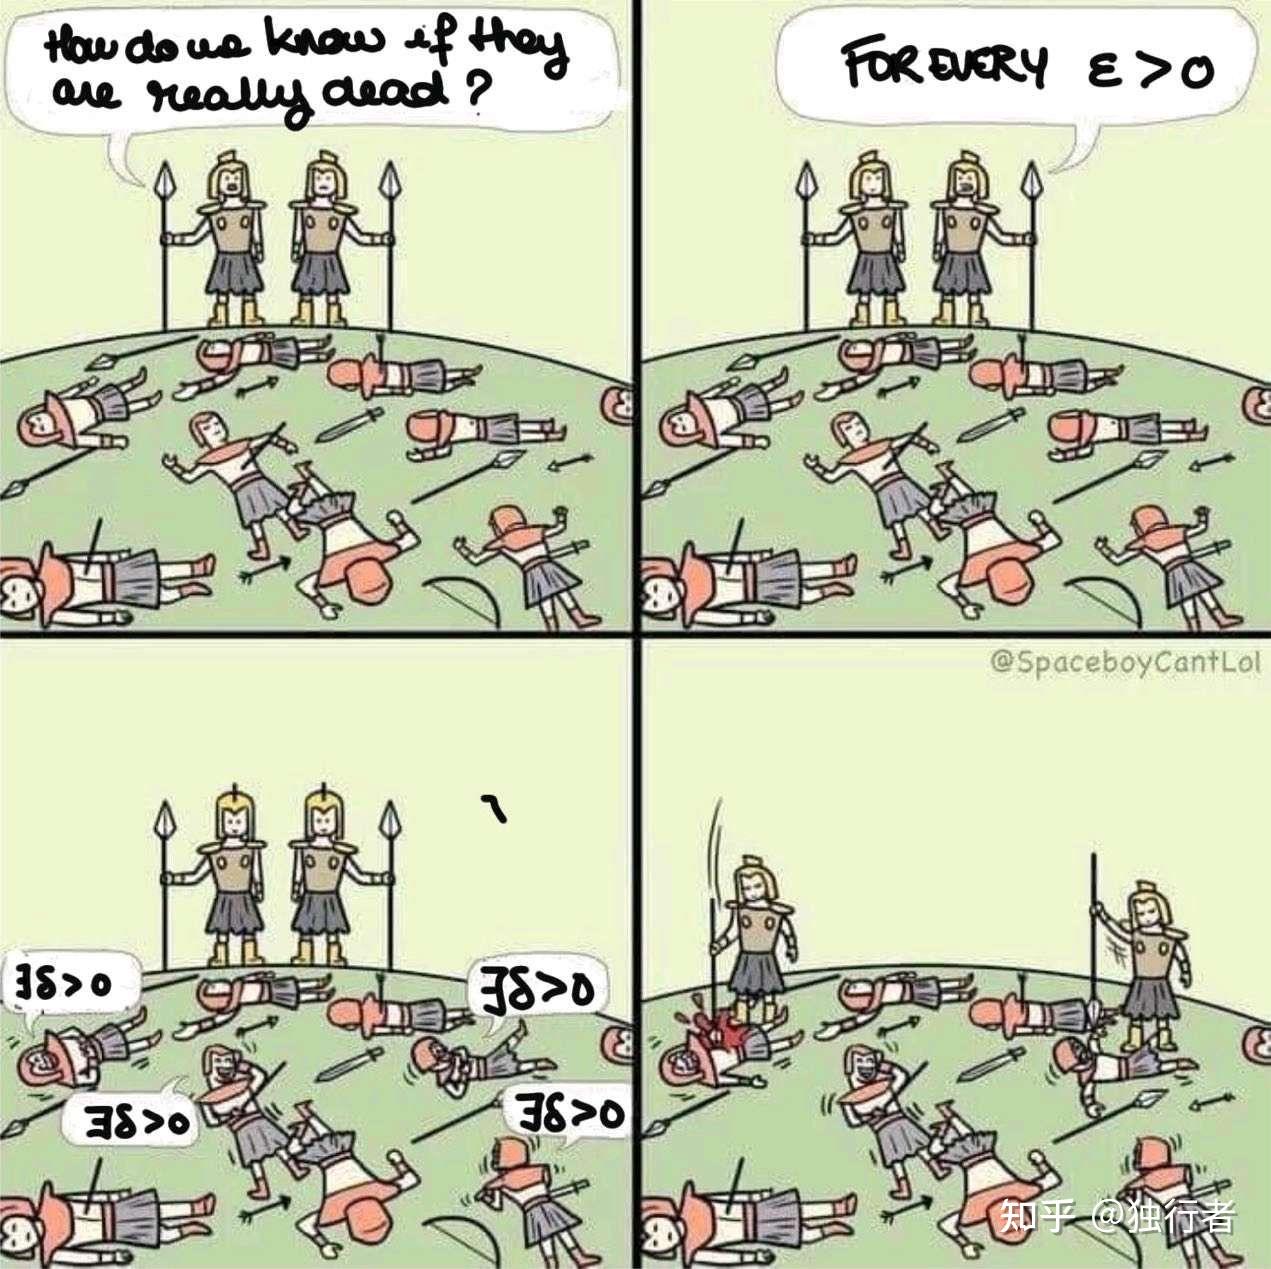 How do we know if they
are really dead?
FOR EVERY ε > 0
∃δ > 0
∃δ > 0
∃δ > 0
∃δ > 0
@SpaceboyCantLol
知乎 @独行者